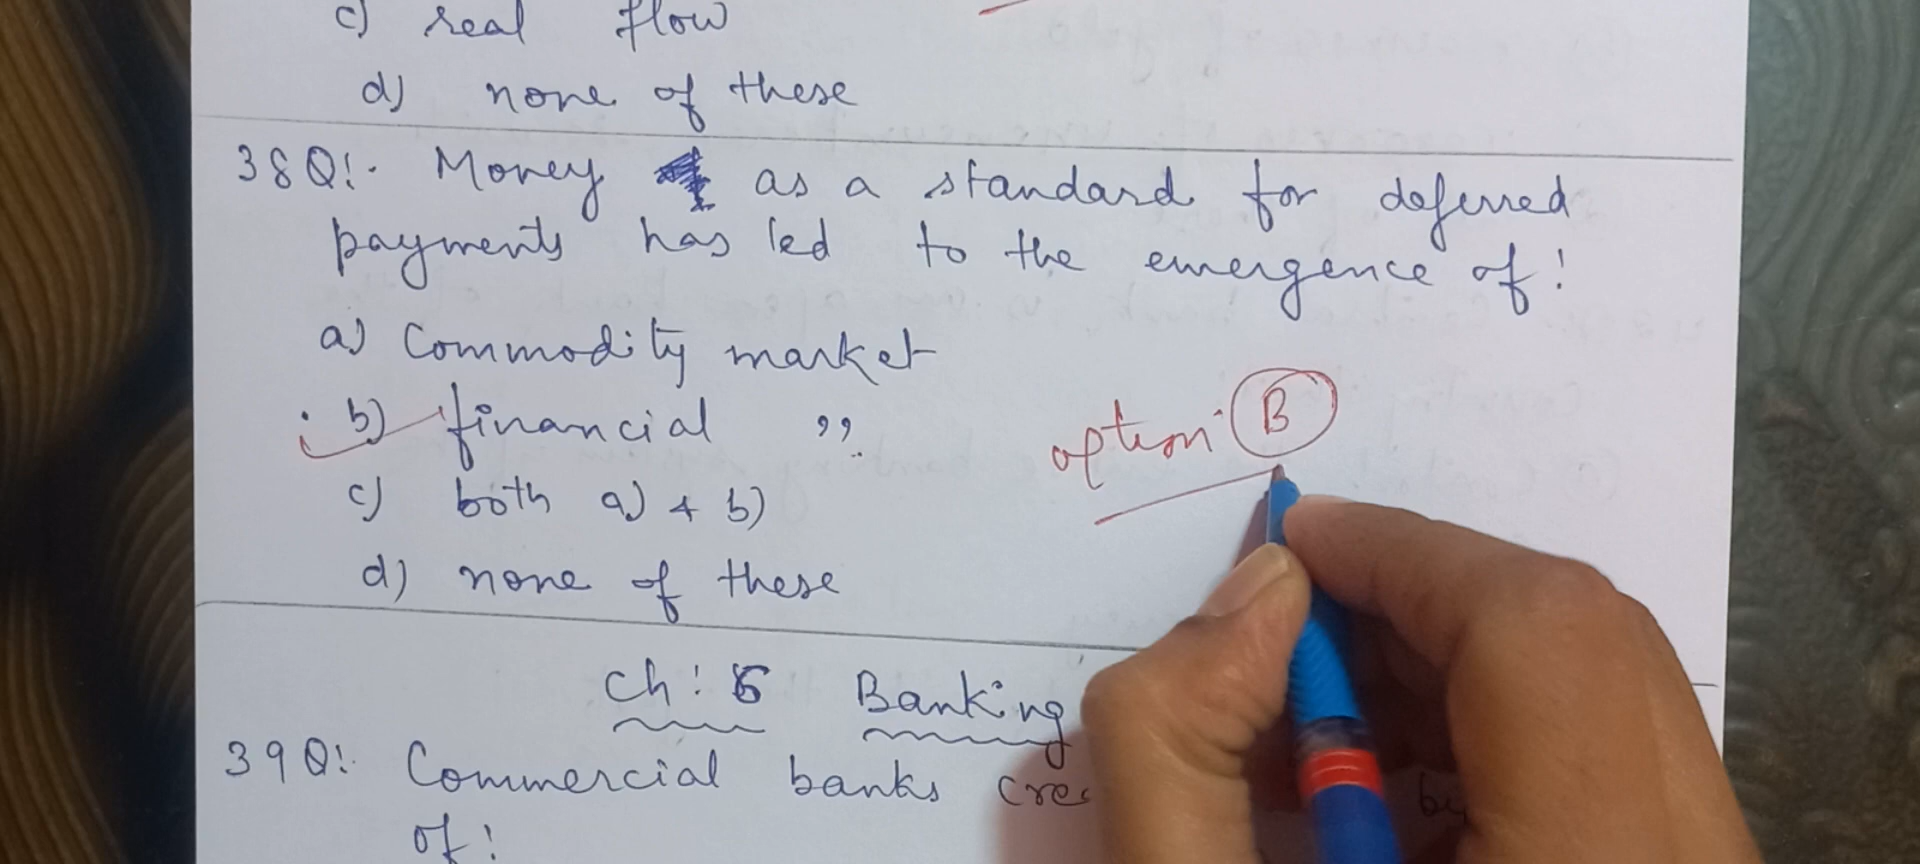 c) real flow
d) none of these
38Q:. Money as a standard for deferred
payments has led to the emergence of:
a) Commodity market
b) financial ,,
option: B
c) both a) + b)
d) none of these
Ch: 6 Banking
39Q:. Commercial banks
of: